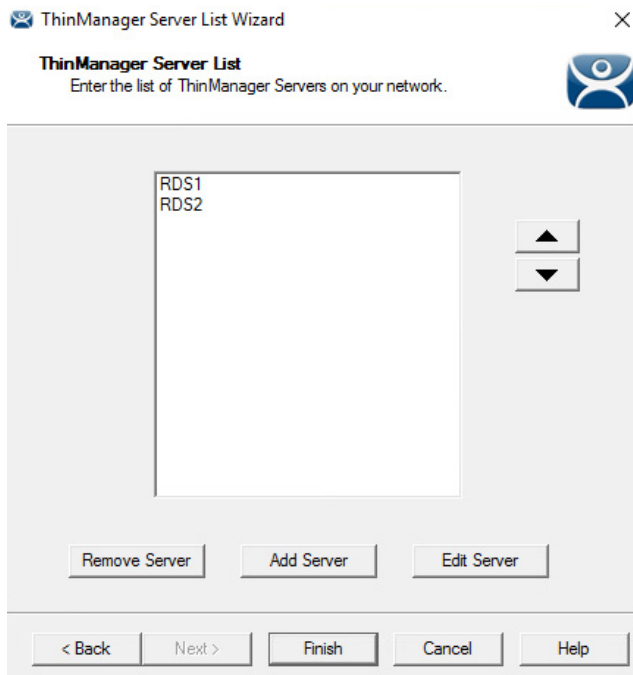 ThinManager Server List Wizard
ThinManager Server List
Enter the list of ThinManager Servers on your network.
RDS1
RDS2
Remove Server
Add Server
Edit Server
< Back
Next >
Finish
Cancel
Help